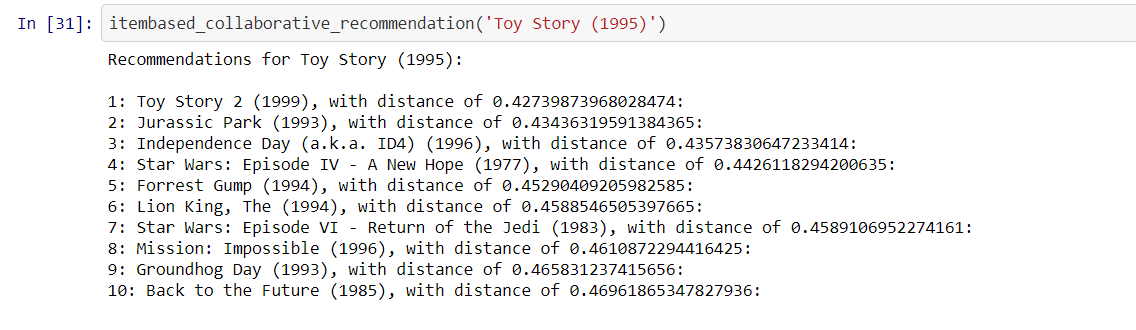 In [31]: itembased_collaborative_recommendation('Toy Story (1995)')
Recommendations for Toy Story (1995):
1: Toy Story 2 (1999), with distance of 0.42739873968028474:
2: Jurassic Park (1993), with distance of 0.43436319591384365:
3: Independence Day (a.k.a. ID4) (1996), with distance of 0.43573830647233414:
4: Star Wars: Episode IV - A New Hope (1977), with distance of 0.4426118294200635:
5: Forrest Gump (1994), with distance of 0.45290409205982585:
6: Lion King, The (1994), with distance of 0.4588546505397665:
7: Star Wars: Episode VI - Return of the Jedi (1983), with distance of 0.4589106952274161:
8: Mission: Impossible (1996), with distance of 0.4610872294416425:
9: Groundhog Day (1993), with distance of 0.465831237415656:
10: Back to the Future (1985), with distance of 0.46961865347827936: